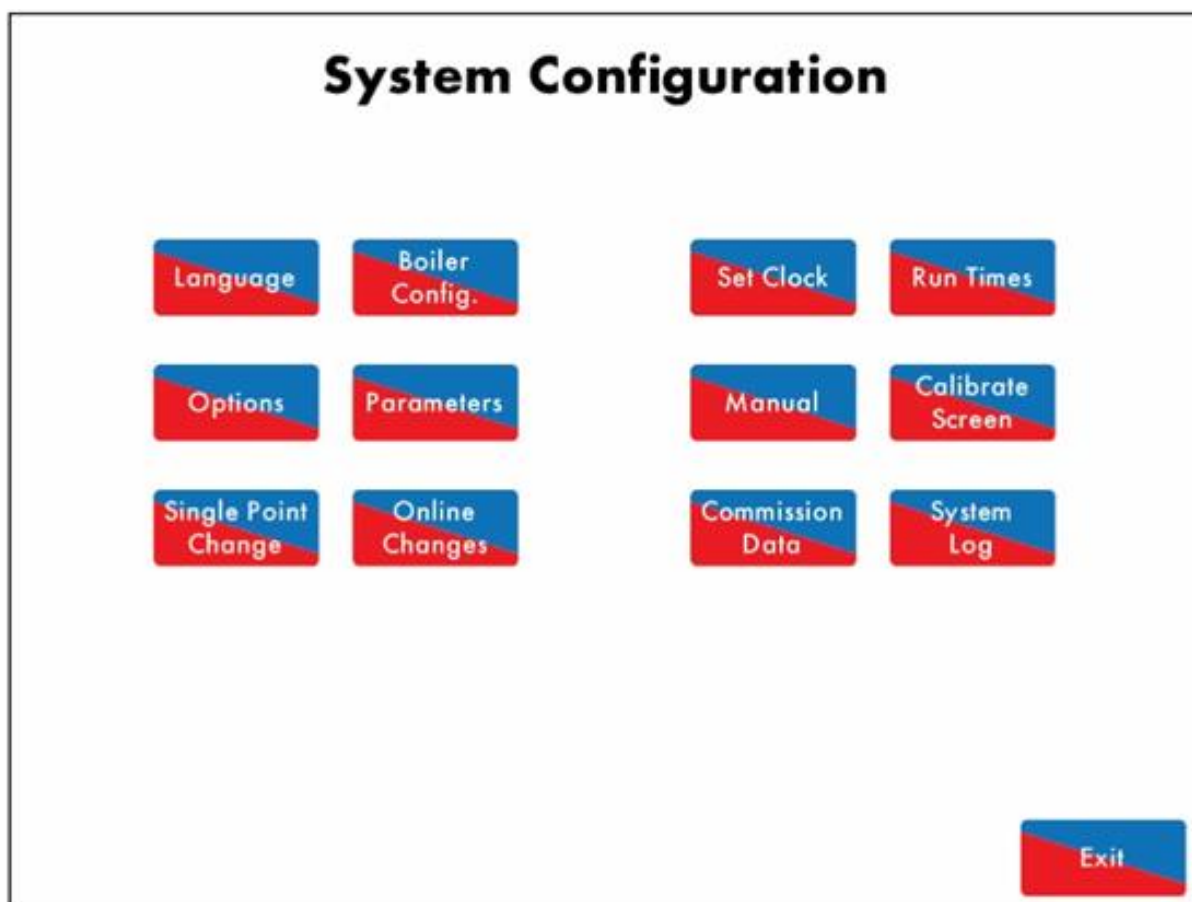 System Configuration
Language
Boiler
Config.
Set Clock
Run Times
Options
Parameters
Manual
Calibrate
Screen
Single Point
Change
Online
Changes
Commission
Data
System
Log
Exit